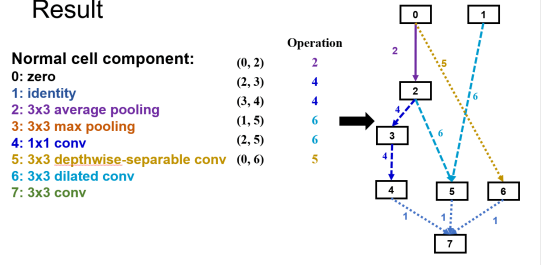 Result
Normal cell component:
0: zero
1: identity
2: 3x3 average pooling
3: 3x3 max pooling
4: 1x1 conv
5: 3x3 depthwise-separable conv
6: 3x3 dilated conv
7: 3x3 conv
Operation
(0, 2) 2
(2, 3) 4
(3, 4) 4
(1, 5) 6
(2, 5) 6
(0, 6) 5
0 1
2 5
2 6
4 6
3
4
4 5 6
1 1 1
7